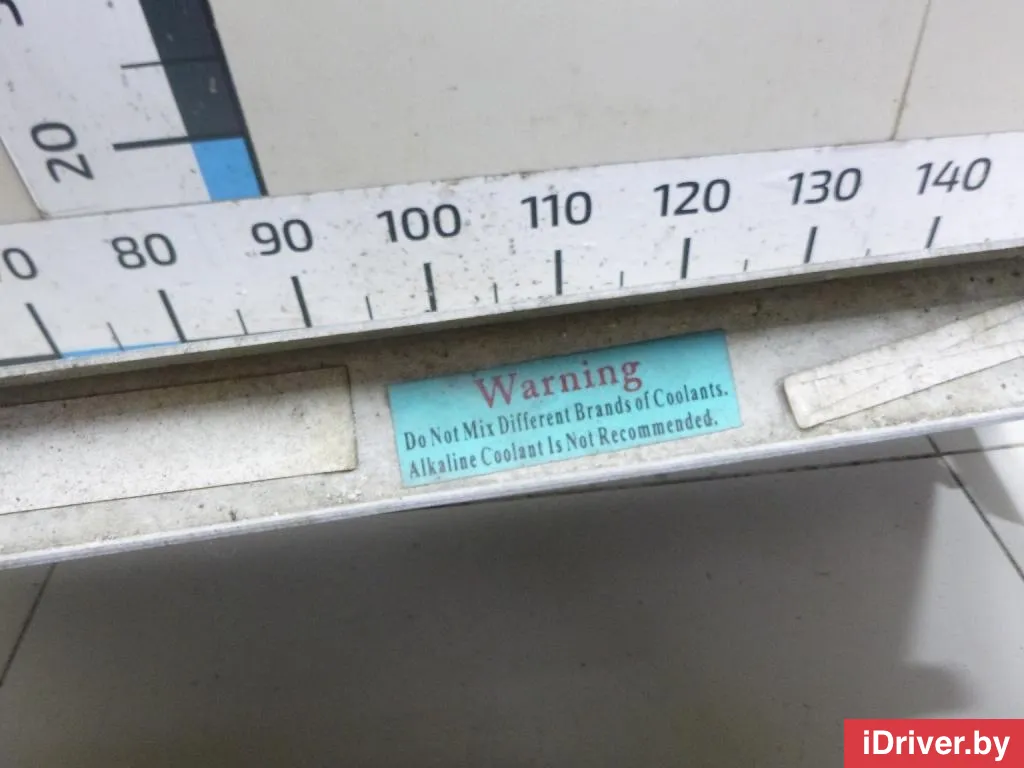 20
80 90 100 110 120 130 140
Warning
Do Not Mix Different Brands of Coolants.
Alkaline Coolant Is Not Recommended.
iDriver.by